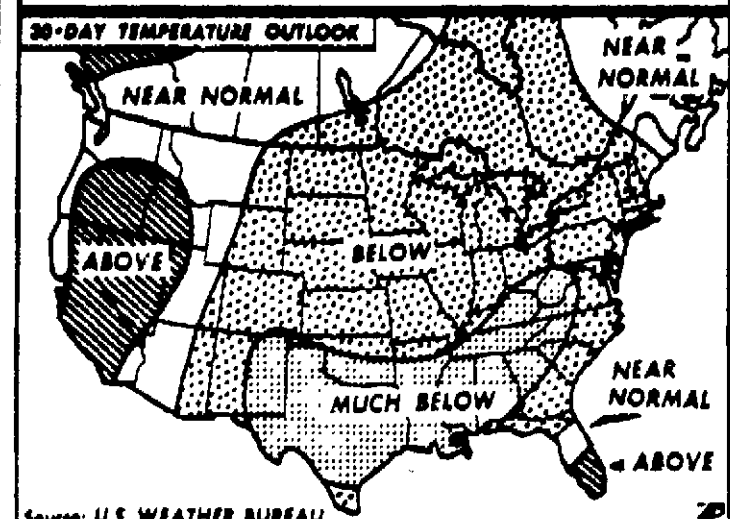 30-DAY TEMPERATURE OUTLOOK
NEAR NORMAL
NEAR
NORMAL
ABOVE
BELOW
MUCH BELOW
NEAR
NORMAL
ABOVE
Source: U.S. WEATHER BUREAU